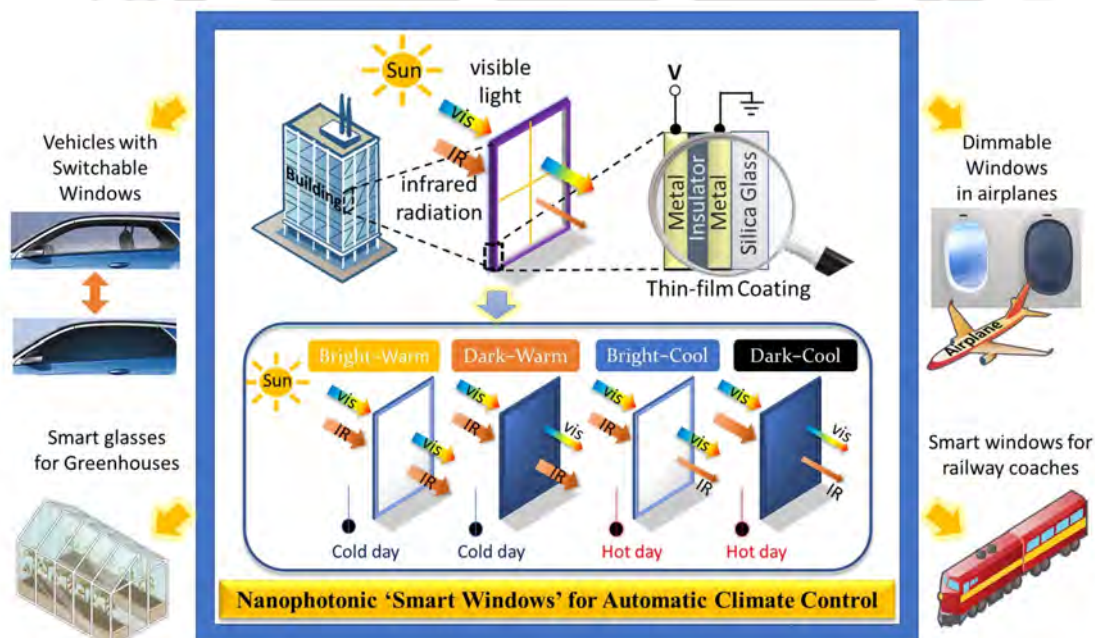 Sun
visible
light
vis
IR
infrared
radiation
Building
V
Metal
Insulator
Metal
Silica Glass
Thin-film Coating
Vehicles with
Switchable
Windows
Dimmable
Windows
in airplanes
Airplane
Bright–Warm
Dark–Warm
Bright–Cool
Dark–Cool
Sun
vis
IR
vis
IR
Cold day
vis
IR
vis
IR
Cold day
vis
IR
vis
IR
Hot day
vis
vis
IR
Hot day
Smart glasses
for Greenhouses
Smart windows for
railway coaches
Nanophotonic ‘Smart Windows’ for Automatic Climate Control